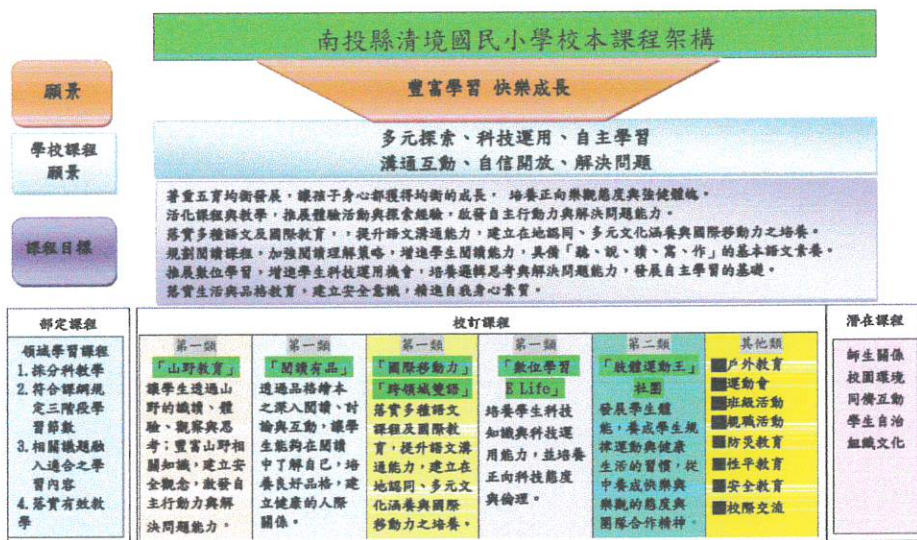 南投縣清境國民小學校本課程架構
願景
豐富學習 快樂成長
學校課程
願景
多元探索、科技運用、自主學習
溝通互動、自信開放、解決問題
課程目標
著重五育均衡發展，讓孩子身心都獲得均衡的成長， 培養正向樂觀態度與強健體魄。
活化課程與教學，推展體驗活動與探索經驗，啟發自主行動力與解決問題能力。
落實多種語文及國際教育，，提升語文溝通能力，建立在地認同、多元文化涵養與國際移動力之培養。
規劃閱讀課程，加強閱讀理解策略，增進學生閱讀能力，具備「聽、說、讀、寫、作」的基本語文素養。
推展數位學習，增進學生科技運用機會，培養邏輯思考與解決問題能力，發展自主學習的基礎。
落實生活與品格教育，建立安全意識，精進自我身心素質。
部定課程
領域學習課程
1. 採分科教學
2. 符合課綱規
定三階段學
習節數
3. 相關議題融
入適合之學
習內容
4. 落實有效教
學
校訂課程
第一類
「山野教育」
讓學生透過山
野的識讀、體
驗、觀察與思
考；豐富山野相
關知識，建立安
全觀念，啟發自
主行動力與解
決問題能力。
第一類
「閱讀有品」
透過品格繪本
之深入閱讀、討
論與互動，讓學
生能夠在閱讀
中了解自己，培
養良好品格，建
立健康的人際
關係。
第一類
「國際移動力」
「跨領域雙語」
落實多種語文
課程及國際教
育，提升語文溝
通能力，建立在
地認同、多元文
化涵養與國際
移動力之培養。
第一類
「數位學習
E Life」
培養學生科技
知識與科技運
用能力，並培養
正向科技態度
與倫理。
第二類
「肢體運動王」
社團
發展學生體
能，養成學生規
律運動與健康
生活的習慣，從
中養成快樂與
樂觀的態度與
團隊合作精神。
其他類
戶外教育
運動會
班級活動
親職活動
防災教育
性平教育
安全教育
校際交流
潛在課程
師生關係
校園環境
同儕互動
學生自治
組織文化